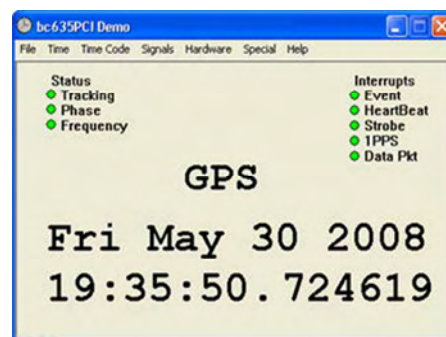 bc635PCI Demo
File Time Time Code Signals Hardware Special Help
Status
Tracking
Phase
Frequency
Interrupts
Event
HeartBeat
Strobe
1PPS
Data Pkt
GPS
Fri May 30 2008
19:35:50.724619